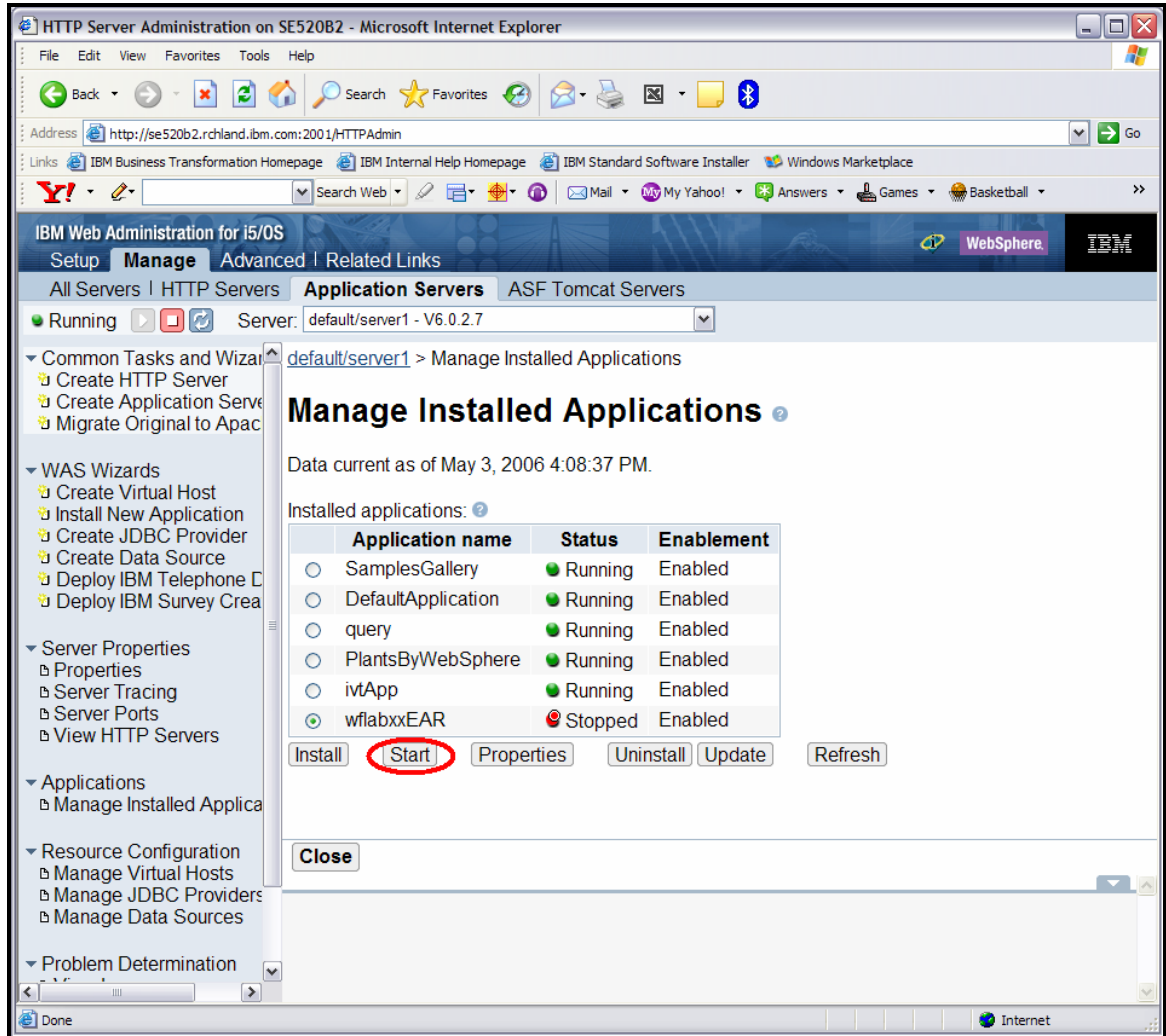 HTTP Server Administration on SE520B2 - Microsoft Internet Explorer
File Edit View Favorites Tools Help
Back Search Favorites
Address http://se520b2.rchland.ibm.com:2001/HTTPAdmin Go
Links IBM Business Transformation Homepage IBM Internal Help Homepage IBM Standard Software Installer Windows Marketplace
Y! Search Web Mail My Yahoo! Answers Games Basketball »
IBM Web Administration for i5/OS
WebSphere. IBM
Setup Manage Advanced | Related Links
All Servers | HTTP Servers Application Servers ASF Tomcat Servers
Running Server: default/server1 - V6.0.2.7
Common Tasks and Wizar
Create HTTP Server
Create Application Serve
Migrate Original to Apac
WAS Wizards
Create Virtual Host
Install New Application
Create JDBC Provider
Create Data Source
Deploy IBM Telephone D
Deploy IBM Survey Crea
Server Properties
Properties
Server Tracing
Server Ports
View HTTP Servers
Applications
Manage Installed Applica
Resource Configuration
Manage Virtual Hosts
Manage JDBC Providers
Manage Data Sources
Problem Determination
default/server1 > Manage Installed Applications
Manage Installed Applications ?
Data current as of May 3, 2006 4:08:37 PM.
Installed applications: ?
Application name Status Enablement
SamplesGallery Running Enabled
DefaultApplication Running Enabled
query Running Enabled
PlantsByWebSphere Running Enabled
ivtApp Running Enabled
wflabxxEAR Stopped Enabled
Install Start Properties Uninstall Update Refresh
Close
Done Internet